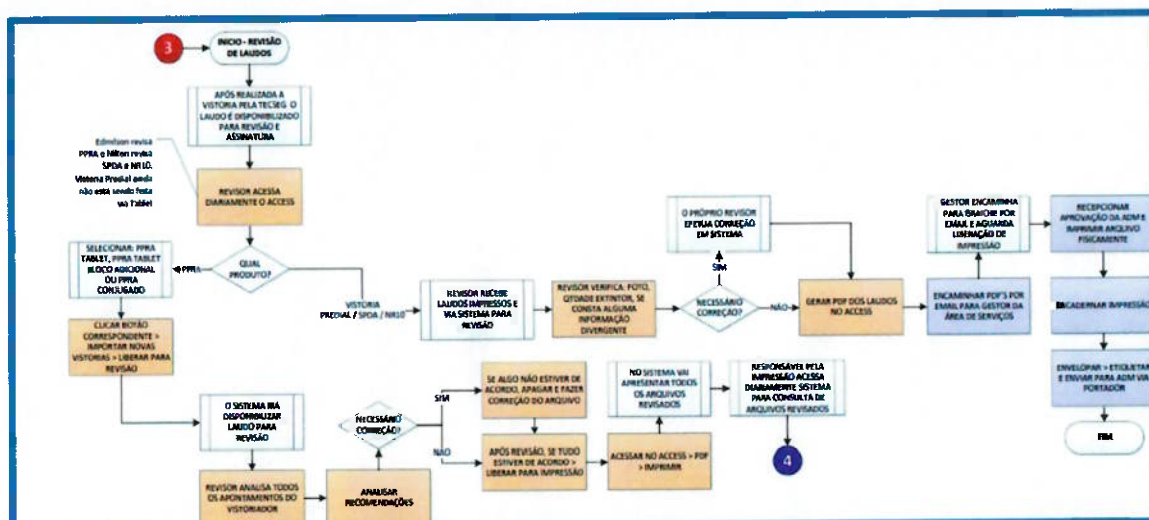 3
INÍCIO - REVISÃO
DE LAUDOS
APÓS REALIZADA A
VISTORIA PELA TECSEG O
LAUDO É DISPONIBILIZADO
PARA REVISÃO E
ASSINATURA
Edmilson revisa
PPRA e Nilton revisa
SPDA e NR10.
Vistoria Predial ainda
não está sendo feita
via Tablet
REVISOR ACESSA
DIARIAMENTE O ACCESS
QUAL
PRODUTO?
PPRA
VISTORIA
PREDIAL / SPDA / NR10
SELECIONAR: PPRA
TABLET, PPRA TABLET
BLOCO ADICIONAL
OU PPRA
CONJUGADO
CLICAR BOTÃO
CORRESPONDENTE >
IMPORTAR NOVAS
VISTORIAS > LIBERAR PARA
REVISÃO
O SISTEMA IRÁ
DISPONIBILIZAR
LAUDO PARA
REVISÃO
REVISOR ANALISA TODOS
OS APONTAMENTOS DO
VISTORIADOR
ANALISAR
RECOMENDAÇÕES
NECESSÁRIO
CORREÇÃO?
SIM
NÃO
SE ALGO NÃO ESTIVER DE
ACORDO, APAGAR E FAZER
CORREÇÃO DO ARQUIVO
APÓS REVISÃO, SE TUDO
ESTIVER DE ACORDO >
LIBERAR PARA IMPRESSÃO
ACESSAR NO ACCESS > PDF
> IMPRIMIR
NO SISTEMA VAI
APRESENTAR TODOS
OS ARQUIVOS
REVISADOS
RESPONSÁVEL PELA
IMPRESSÃO ACESSA
DIARIAMENTE SISTEMA
PARA CONSULTA DE
ARQUIVOS REVISADOS
4
REVISOR RECEBE
LAUDOS IMPRESSOS E
VIA SISTEMA PARA
REVISÃO
REVISOR VERIFICA: FOTO,
QTDADE EXTINTOR, SE
CONSTA ALGUMA
INFORMAÇÃO
DIVERGENTE
NECESSÁRIO
CORREÇÃO?
SIM
NÃO
O PRÓPRIO REVISOR
EFETUA CORREÇÃO
EM SISTEMA
GERAR PDF DOS LAUDOS
NO ACCESS
ENCAMINHAR PDF'S POR
EMAIL PARA GESTOR DA
ÁREA DE SERVIÇOS
GESTOR ENCAMINHA
PARA GRAICHE POR
EMAIL E AGUARDA
LIBERAÇÃO DE
IMPRESSÃO
RECEPCIONAR
APROVAÇÃO DA ADM E
IMPRIMIR ARQUIVO
FISICAMENTE
ENCADERNAR IMPRESSÃO
ENVELOPAR > ETIQUETAR
E ENVIAR PARA ADM VIA
PORTADOR
FIM